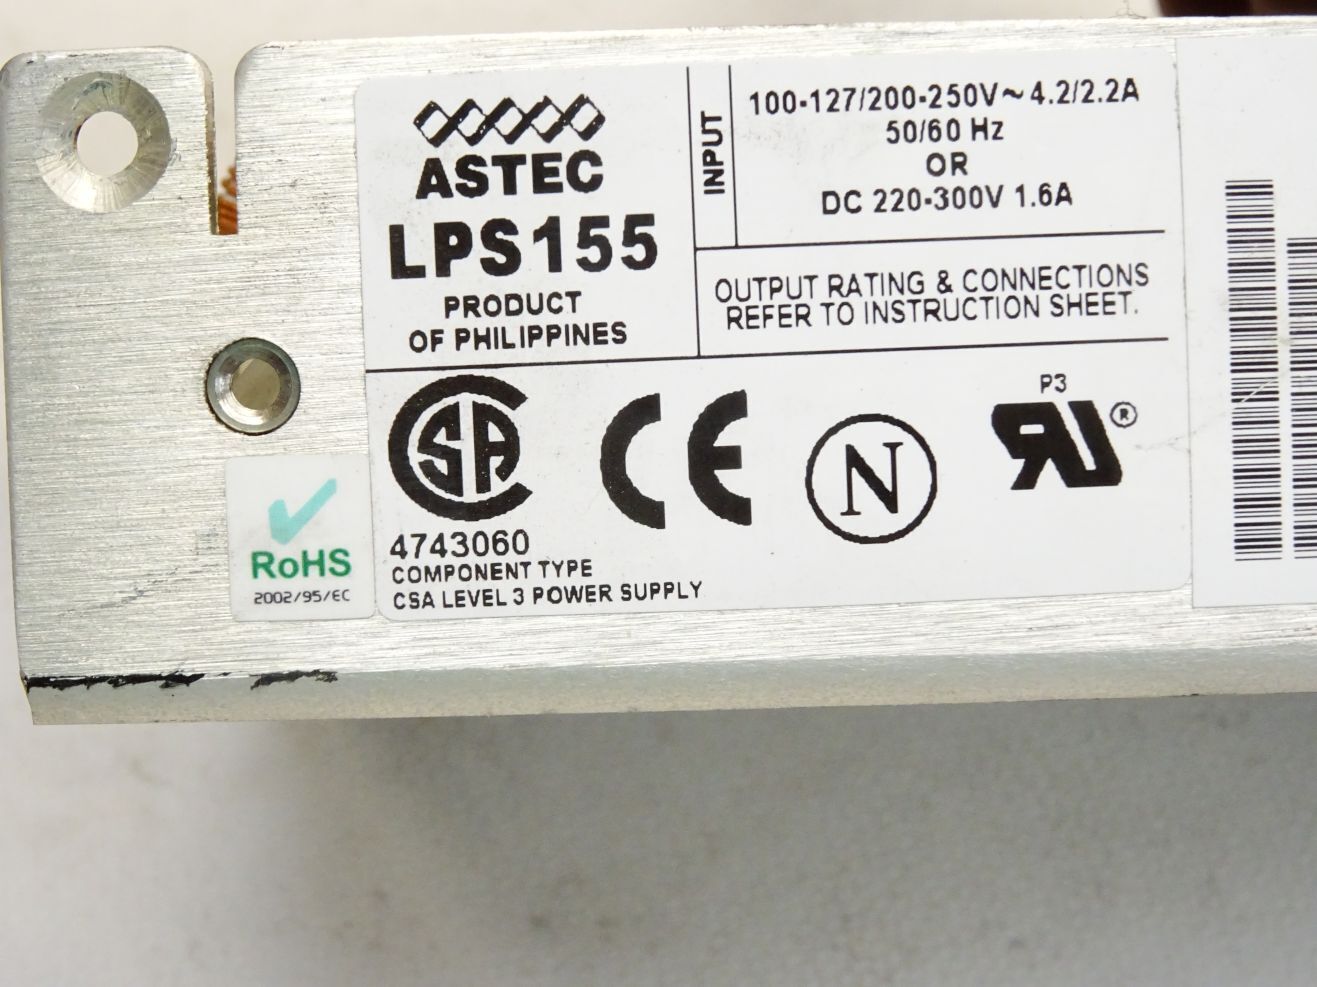 ASTEC
LPS155
PRODUCT
OF PHILIPPINES
INPUT
100-127/200-250V~4.2/2.2A
50/60 Hz
OR
DC 220-300V 1.6A
OUTPUT RATING & CONNECTIONS
REFER TO INSTRUCTION SHEET.
CSA
CE
N
P3
RU®
4743060
COMPONENT TYPE
CSA LEVEL 3 POWER SUPPLY
RoHS
2002/95/EC